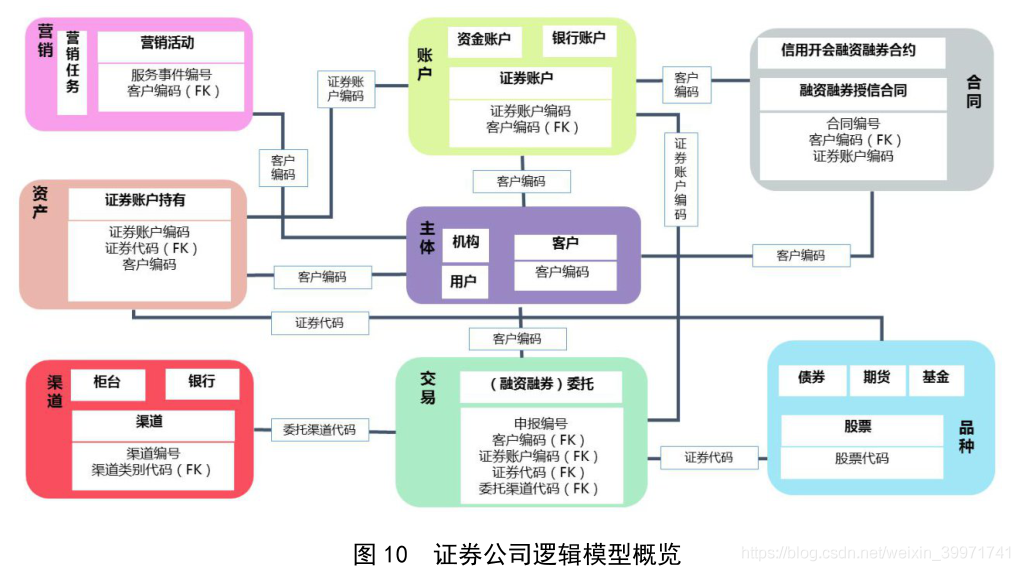 营销
营销任务
营销活动
服务事件编号
客户编码（FK）
证券账
户编码
账户
资金账户
银行账户
证券账户
证券账户编码
客户编码（FK）
客户
编码
信用开会融资融券合约
融资融券授信合同
合同编号
客户编码（FK）
证券账户编码
合同
客户
编码
证券账户编码
客户编码
资产
证券账户持有
证券账户编码
证券代码（FK）
客户编码
主体
机构
用户
客户
客户编码
客户编码
客户编码
证券代码
客户编码
渠道
柜台
银行
渠道
渠道编号
渠道类别代码（FK）
委托渠道代码
交易
（融资融券）委托
申报编号
客户编码（FK）
证券账户编码（FK）
证券代码（FK）
委托渠道代码（FK）
证券代码
债券
期货
基金
股票
股票代码
品种
图 10 证券公司逻辑模型概览
https://blog.csdn.net/weixin_39971741